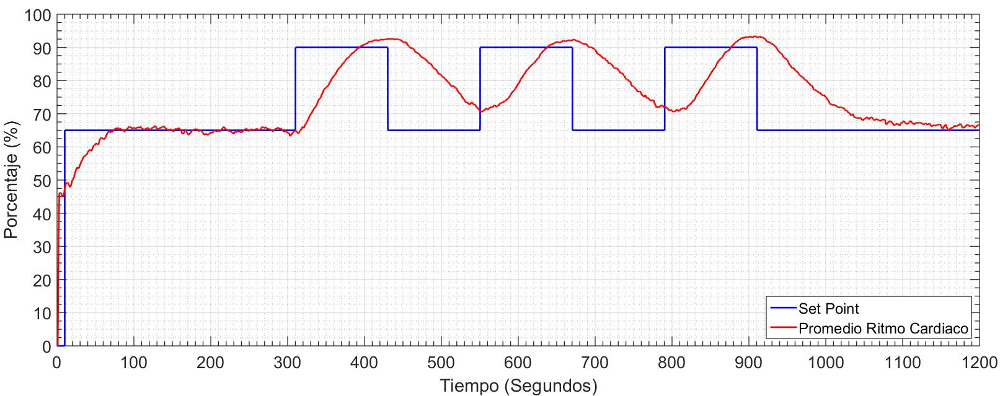 100
90
80
70
60
50
40
30
20
10
0
Porcentaje (%)
0 100 200 300 400 500 600 700 800 900 1000 1100 1200
Tiempo (Segundos)
Set Point
Promedio Ritmo Cardiaco